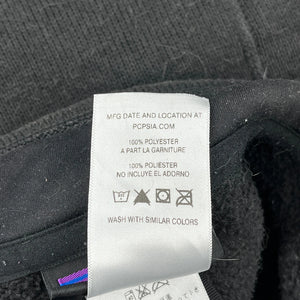 MFG DATE AND LOCATION AT
PCPSIA.COM
100% POLYESTER
A PART LA GARNITURE
100% POLIESTER
NO INCLUYE EL ADORNO
WASH WITH SIMILAR COLORS